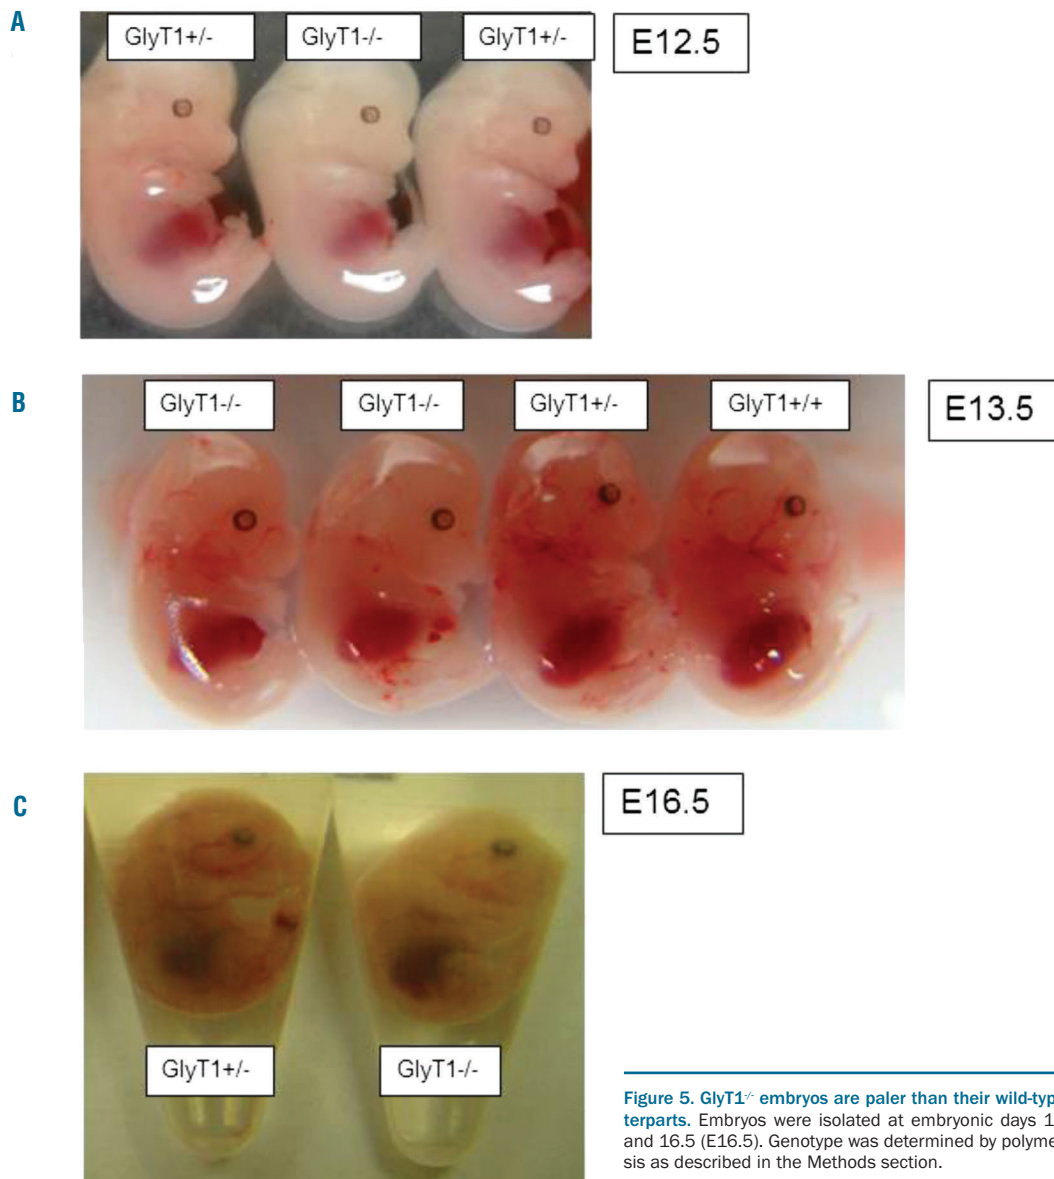 A
GlyT1+/- GlyT1-/- GlyT1+/- E12.5
B
GlyT1-/- GlyT1-/- GlyT1+/- GlyT1+/+ E13.5
C
E16.5
GlyT1+/- GlyT1-/-
Figure 5. GlyT1-/- embryos are paler than their wild-typ
terparts. Embryos were isolated at embryonic days 1
and 16.5 (E16.5). Genotype was determined by polyme
sis as described in the Methods section.